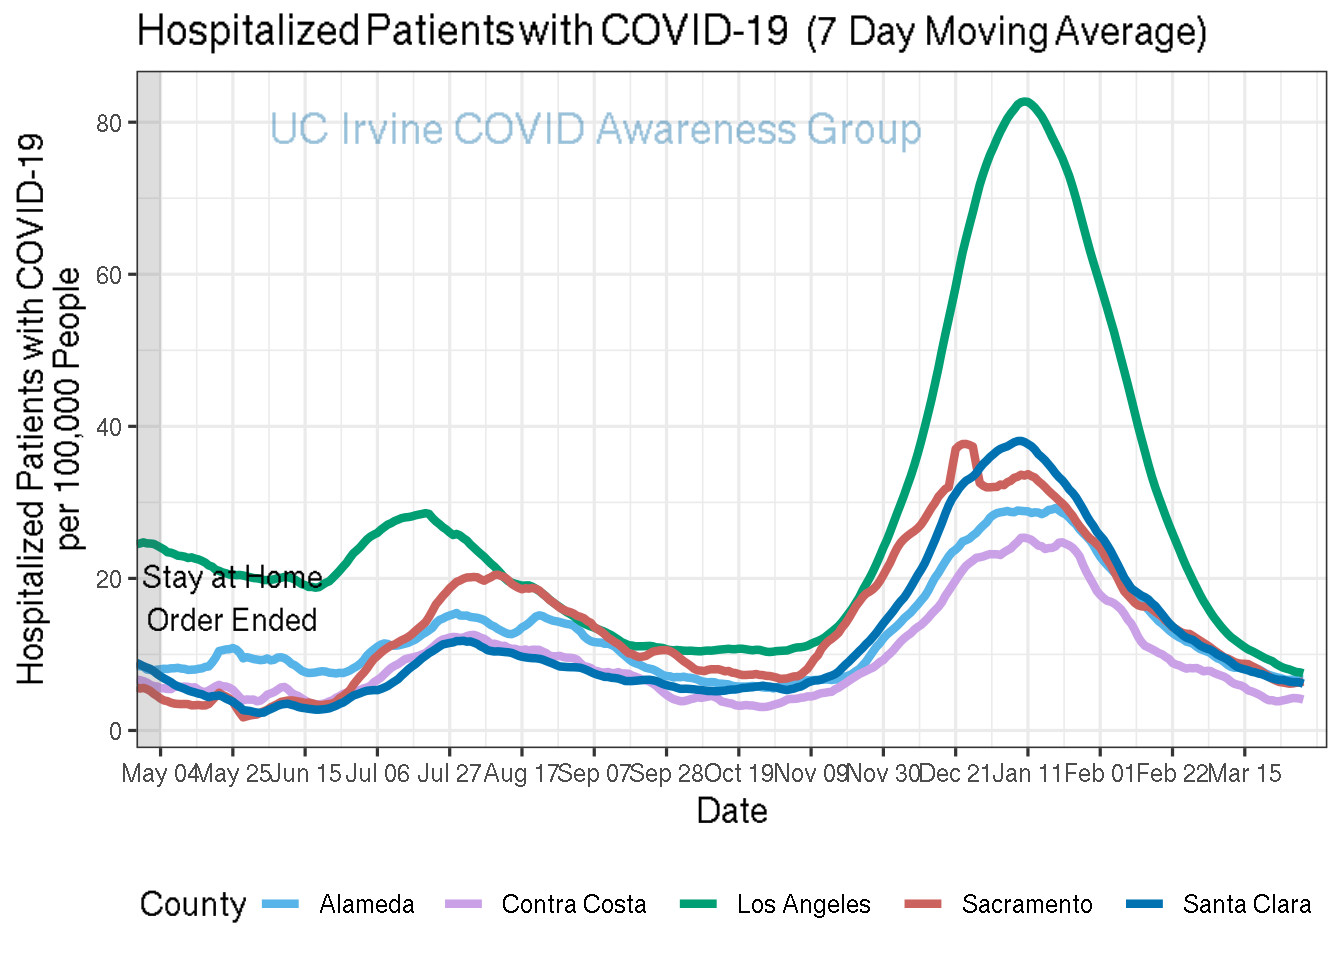 Hospitalized Patients with COVID-19 (7 Day Moving Average)
UC Irvine COVID Awareness Group
Hospitalized Patients with COVID-19
per 100,000 People
80
60
40
20
0
Stay at Home
Order Ended
May 04 May 25 Jun 15 Jul 06 Jul 27 Aug 17 Sep 07 Sep 28 Oct 19 Nov 09 Nov 30 Dec 21 Jan 11 Feb 01 Feb 22 Mar 15
Date
County Alameda Contra Costa Los Angeles Sacramento Santa Clara